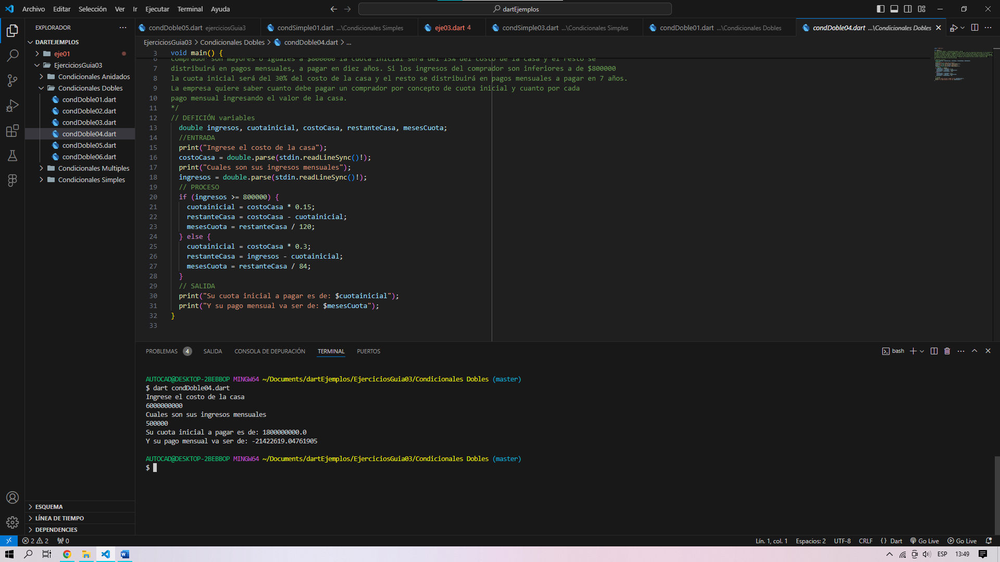 Archivo Editar Selección Ver Ir Ejecutar Terminal Ayuda
dartEjemplos
EXPLORADOR
condDoble05.dart ejerciciosGuia3
condSimple01.dart ...\Condicionales Simples
eje03.dart 4
condSimple03.dart ...\Condicionales Simples
condDoble01.dart ...\Condicionales Dobles
condDoble04.dart ...\Condicionales Dobles
DARTEJEMPLOS
eje01
EjerciciosGuia03
Condicionales Anidados
Condicionales Dobles
condDoble01.dart
condDoble02.dart
condDoble03.dart
condDoble04.dart
condDoble05.dart
condDoble06.dart
Condicionales Multiples
Condicionales Simples
ESQUEMA
LÍNEA DE TIEMPO
DEPENDENCIES
EjerciciosGuia03 > Condicionales Dobles > condDoble04.dart > ...
3 void main() {
6 comprador son mayores o iguales a $800000 la cuota inicial será del 15% del costo de la casa y el resto se
7 distribuirá en pagos mensuales, a pagar en diez años. Si los ingresos del comprador son inferiores a de $800000
8 la cuota inicial será del 30% del costo de la casa y el resto se distribuirá en pagos mensuales a pagar en 7 años.
9 La empresa quiere saber cuanto debe pagar un comprador por concepto de cuota inicial y cuanto por cada
10 pago mensual ingresando el valor de la casa.
11 */
12 // DEFICIÓN variables
13 double ingresos, cuotainicial, costoCasa, restanteCasa, mesesCuota;
14 //ENTRADA
15 print("Ingrese el costo de la casa");
16 costoCasa = double.parse(stdin.readLineSync()!);
17 print("Cuales son sus ingresos mensuales");
18 ingresos = double.parse(stdin.readLineSync()!);
19 // PROCESO
20 if (ingresos >= 800000) {
21 cuotainicial = costoCasa * 0.15;
22 restanteCasa = costoCasa - cuotainicial;
23 mesesCuota = restanteCasa / 120;
24 } else {
25 cuotainicial = costoCasa * 0.3;
26 restanteCasa = ingresos - cuotainicial;
27 mesesCuota = restanteCasa / 84;
28 }
29 // SALIDA
30 print("Su cuota inicial a pagar es de: $cuotainicial");
31 print("Y su pago mensual va ser de: $mesesCuota");
32 }
33
PROBLEMAS 4 SALIDA CONSOLA DE DEPURACIÓN TERMINAL PUERTOS
bash
AUTOCAD@DESKTOP-2BEBBOP MINGW64 ~/Documents/dartEjemplos/EjerciciosGuia03/Condicionales Dobles (master)
$ dart condDoble04.dart
Ingrese el costo de la casa
6000000000
Cuales son sus ingresos mensuales
500000
Su cuota inicial a pagar es de: 1800000000.0
Y su pago mensual va ser de: -21422619.04761905
AUTOCAD@DESKTOP-2BEBBOP MINGW64 ~/Documents/dartEjemplos/EjerciciosGuia03/Condicionales Dobles (master)
$
2 2 0
Lín. 1, col. 1 Espacios: 2 UTF-8 CRLF {} Dart Go Live Go Live
ESP 13:49